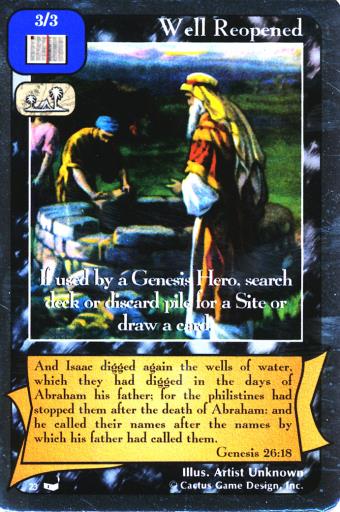 3/3
Well Reopened
If used by a Genesis Hero, search
deck or discard pile for a Site or
draw a card.
And Isaac digged again the wells of water,
which they had digged in the days of
Abraham his father; for the philistines had
stopped them after the death of Abraham: and
he called their names after the names by
which his father had called them.
Genesis 26:18
Illus. Artist Unknown
23
© Cactus Game Design, Inc.